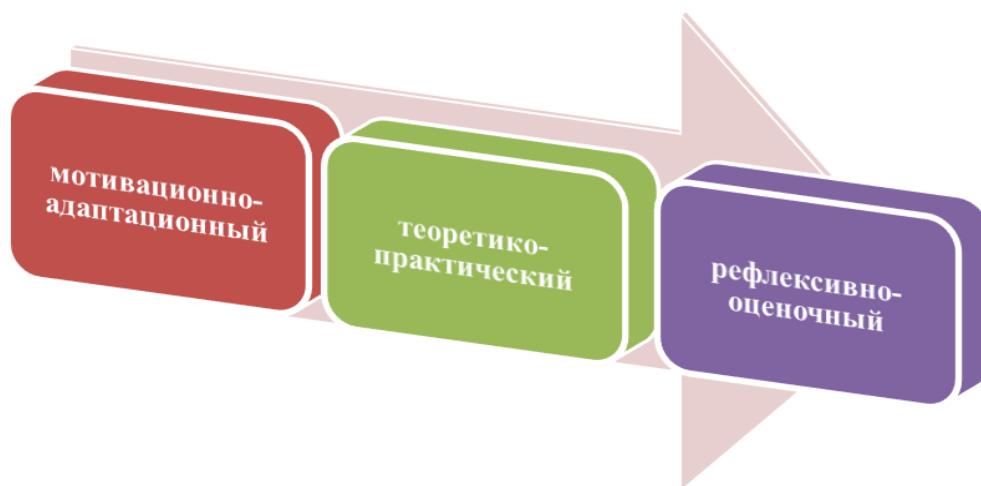 мотивационно-
адаптационный
теоретико-
практический
рефлексивно-
оценочный